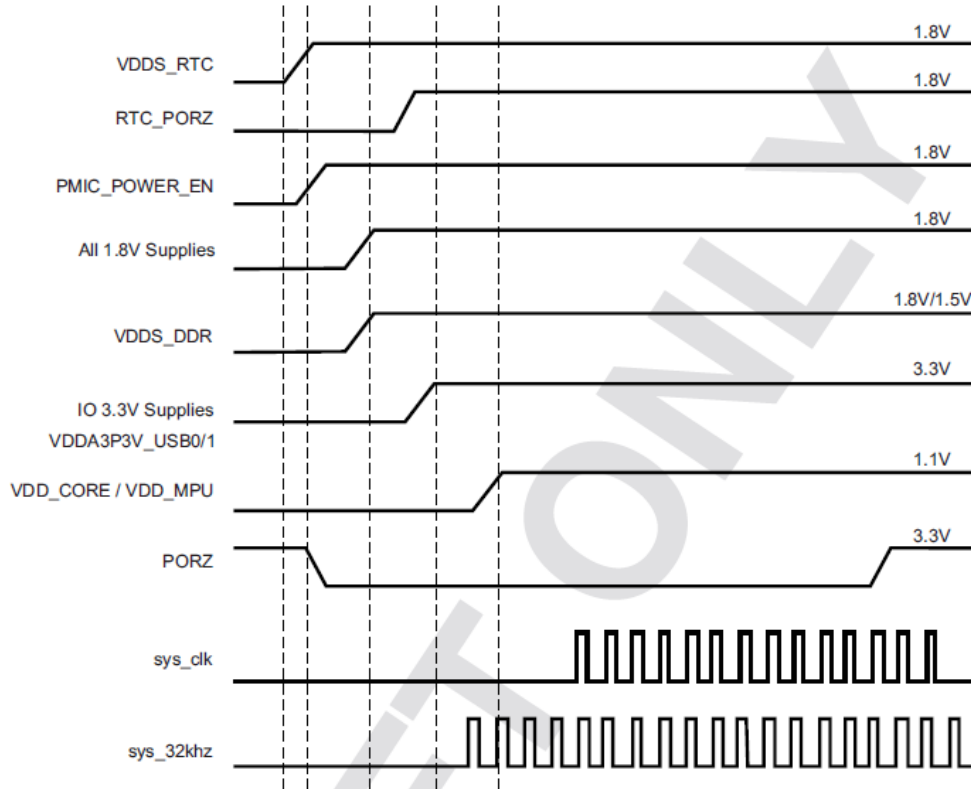 1.8V
VDDS_RTC
1.8V
RTC_PORZ
1.8V
PMIC_POWER_EN
1.8V
All 1.8V Supplies
1.8V/1.5V
VDDS_DDR
3.3V
IO 3.3V Supplies
VDDA3P3V_USB0/1
1.1V
VDD_CORE / VDD_MPU
3.3V
PORZ
sys_clk
sys_32khz
ONLY